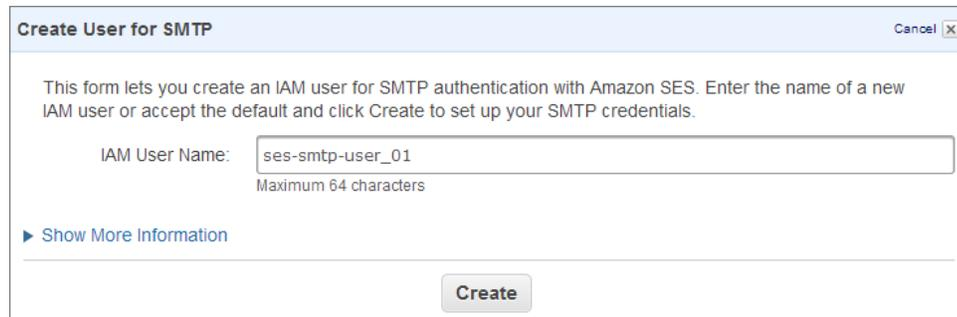 Create User for SMTP
Cancel
This form lets you create an IAM user for SMTP authentication with Amazon SES. Enter the name of a new
IAM user or accept the default and click Create to set up your SMTP credentials.
IAM User Name: ses-smtp-user_01
Maximum 64 characters
Show More Information
Create